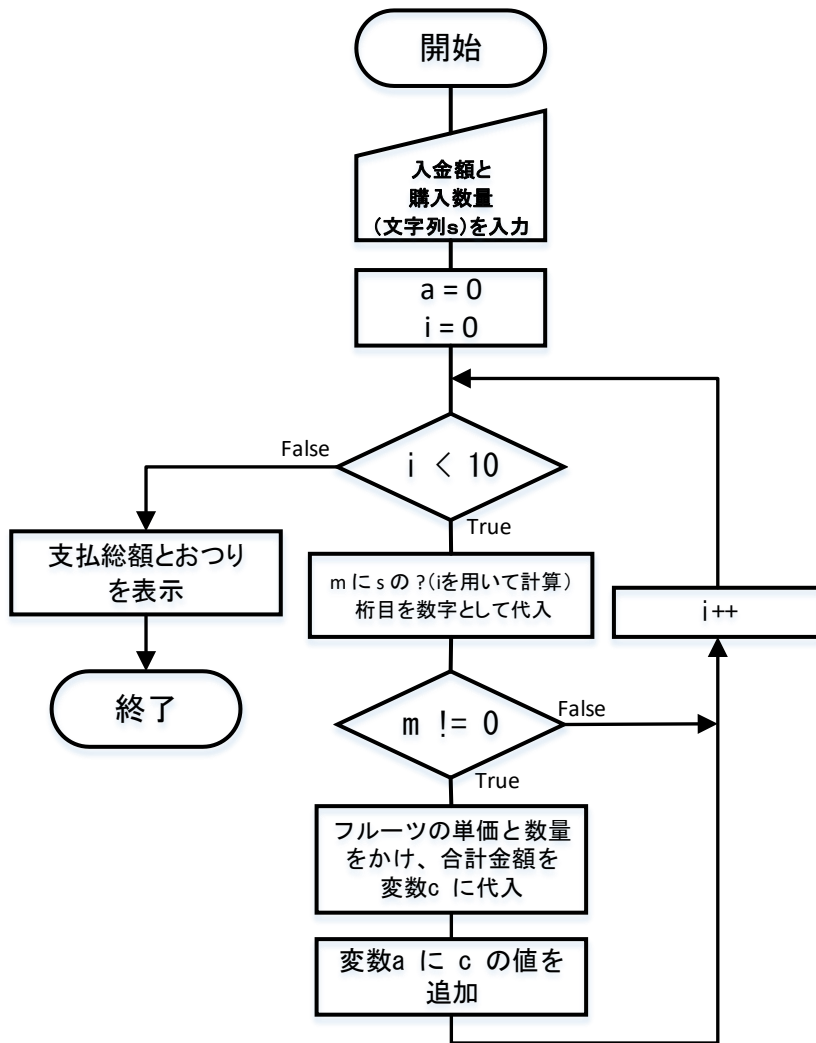 開始
入金額と
購入数量
(文字列s)を入力
a = 0
i = 0
i < 10
False
True
支払総額とおつり
を表示
終了
m に s の ?(iを用いて計算)
桁目を数字として代入
i++
m != 0
False
True
フルーツの単価と数量
をかけ、合計金額を
変数c に代入
変数a に c の値を
追加